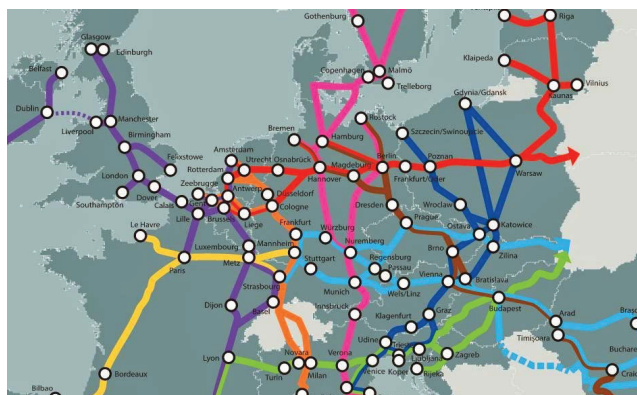 Gothenburg
Riga
Glasgow
Edinburgh
Belfast
Copenhagen
Malmö
Trelleborg
Klaipeda
Kaunas
Vilnius
Dublin
Liverpool
Manchester
Birmingham
Rostock
Gdynia/Gdansk
Bremen
Hamburg
Szczecin/Swinoujscie
Felixstowe
Amsterdam
Utrecht
Osnabrück
Magdeburg
Berlin
Poznan
London
Rotterdam
Hannover
Frankfurt/Oder
Warsaw
Zeebrugge
Antwerp
Düsseldorf
Southampton
Dover
Calais
Cologne
Dresden
Wroclaw
Lille
Brussels
Liège
Prague
Ostava
Katowice
Le Havre
Frankfurt
Würzburg
Nuremberg
Luxembourg
Mannheim
Brno
Zilina
Paris
Metz
Stuttgart
Regensburg
Passau
Strasbourg
Munich
Wels/Linz
Vienna
Bratislava
Dijon
Basel
Innsbruck
Klagenfurt
Graz
Budapest
Arad
Timişoara
Udine
Lyon
Novara
Verona
Ljubljana
Zagreb
Turin
Milan
Venice
Koper
Rijeka
Bordeaux
Bilbao